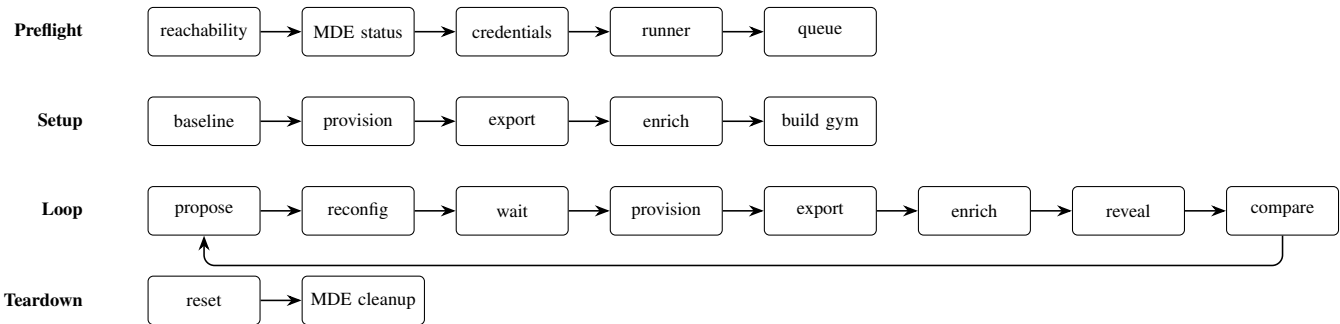 Preflight reachability MDE status credentials runner queue
Setup baseline provision export enrich build gym
Loop propose reconfig wait provision export enrich reveal compare
Teardown reset MDE cleanup